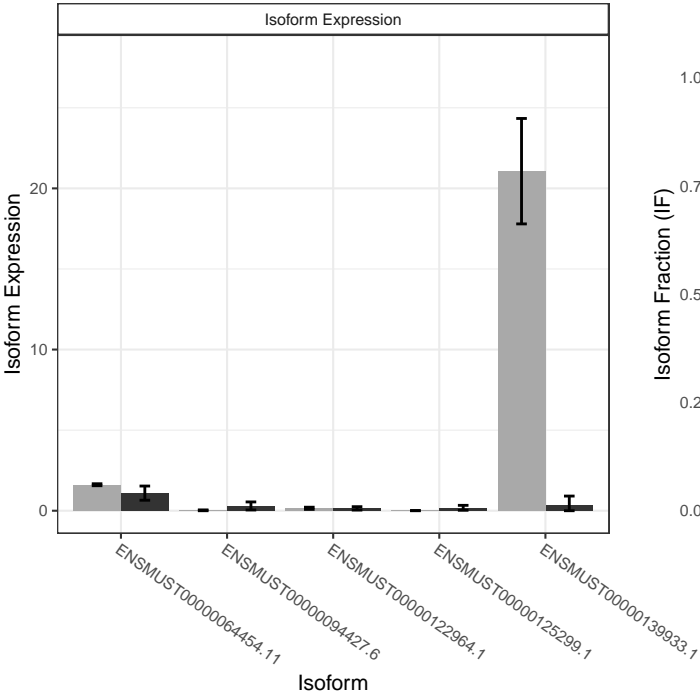 Isoform Expression
Isoform Expression
20
10
0
ENSMUST00000064454.11
ENSMUST00000094427.6
ENSMUST00000122964.1
ENSMUST00000125299.1
ENSMUST00000139933.1
Isoform
Isoform Fraction (IF)
1.0
0.7
0.5
0.2
0.0